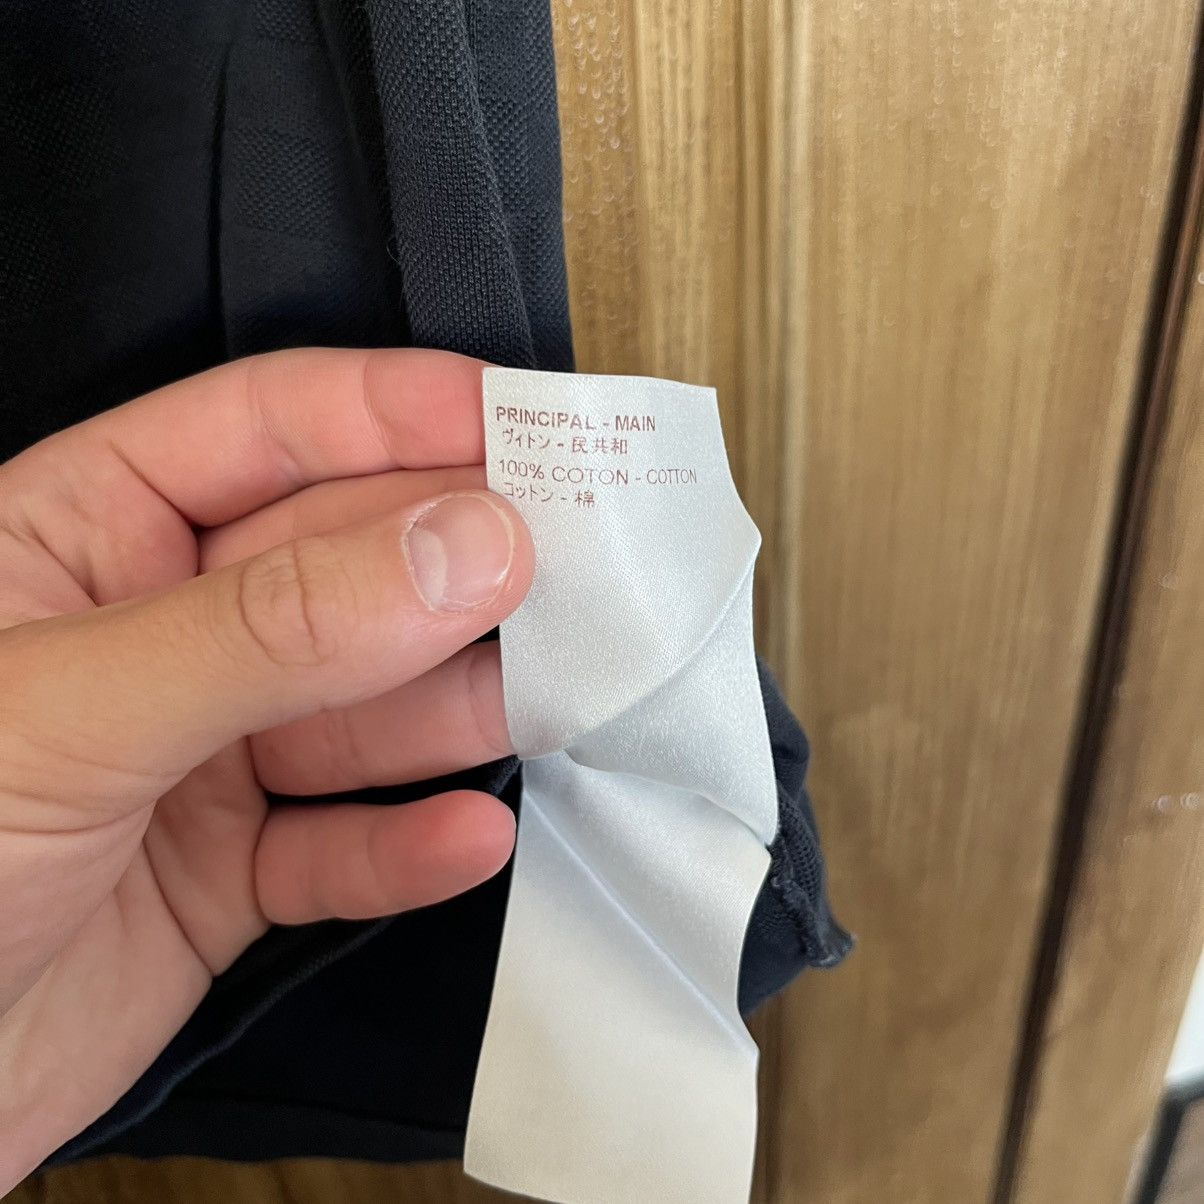 PRINCIPAL - MAIN
ヴィトン - 民共和
100% COTON - COTTON
コットン - 棉